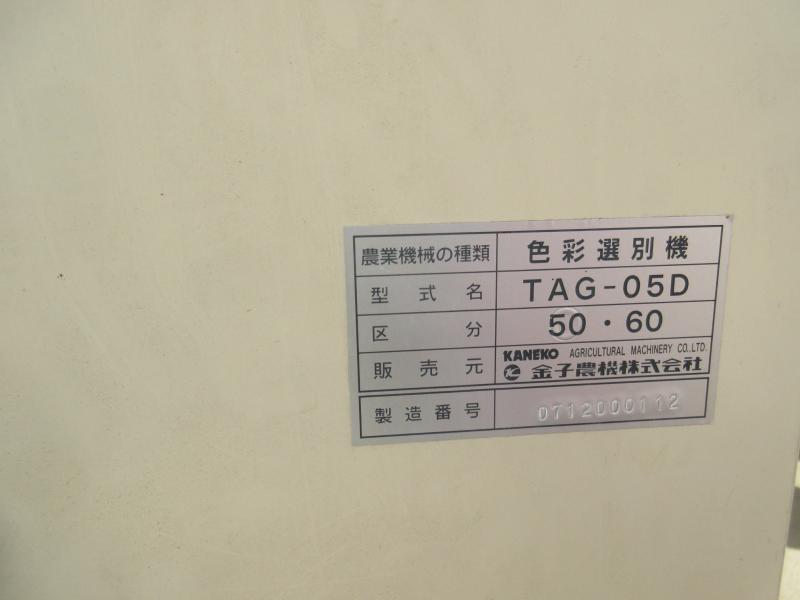 農業機械の種類 色彩選別機
型式名 TAG-05D
区分 50・60
販売元 KANEKO AGRICULTURAL MACHINERY CO.,LTD.
金子農機株式会社
製造番号 0712000112